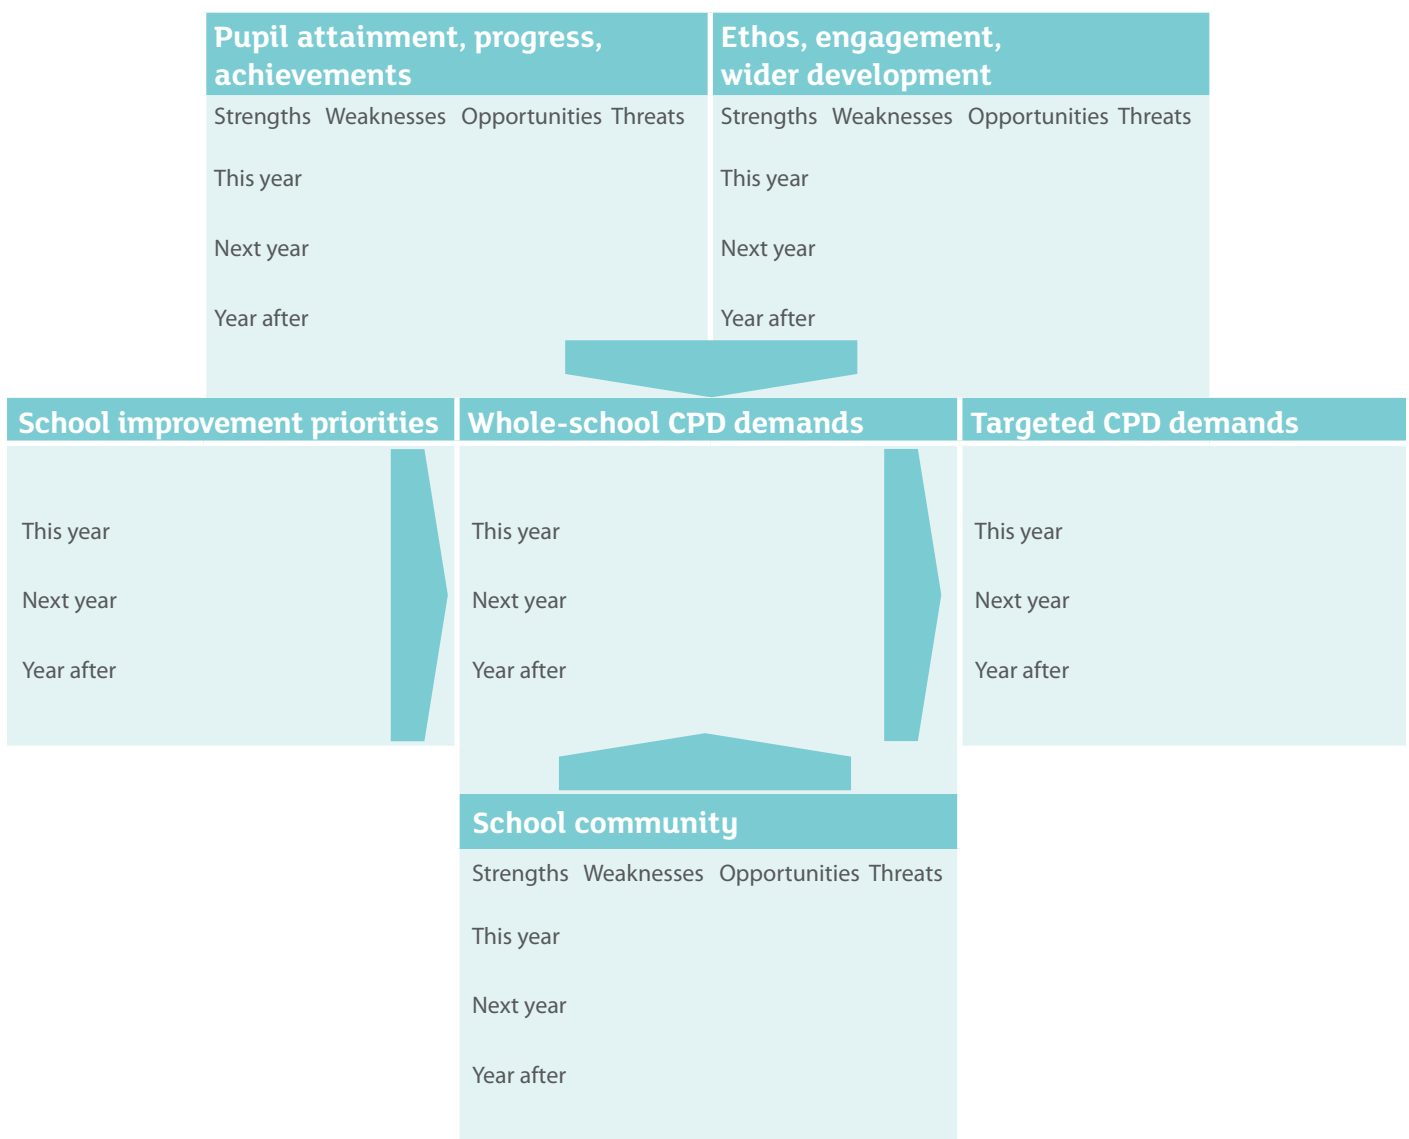 Pupil attainment, progress,
achievements
Strengths Weaknesses Opportunities Threats
This year
Next year
Year after
Ethos, engagement,
wider development
Strengths Weaknesses Opportunities Threats
This year
Next year
Year after
School improvement priorities
This year
Next year
Year after
Whole-school CPD demands
This year
Next year
Year after
Targeted CPD demands
This year
Next year
Year after
School community
Strengths Weaknesses Opportunities Threats
This year
Next year
Year after